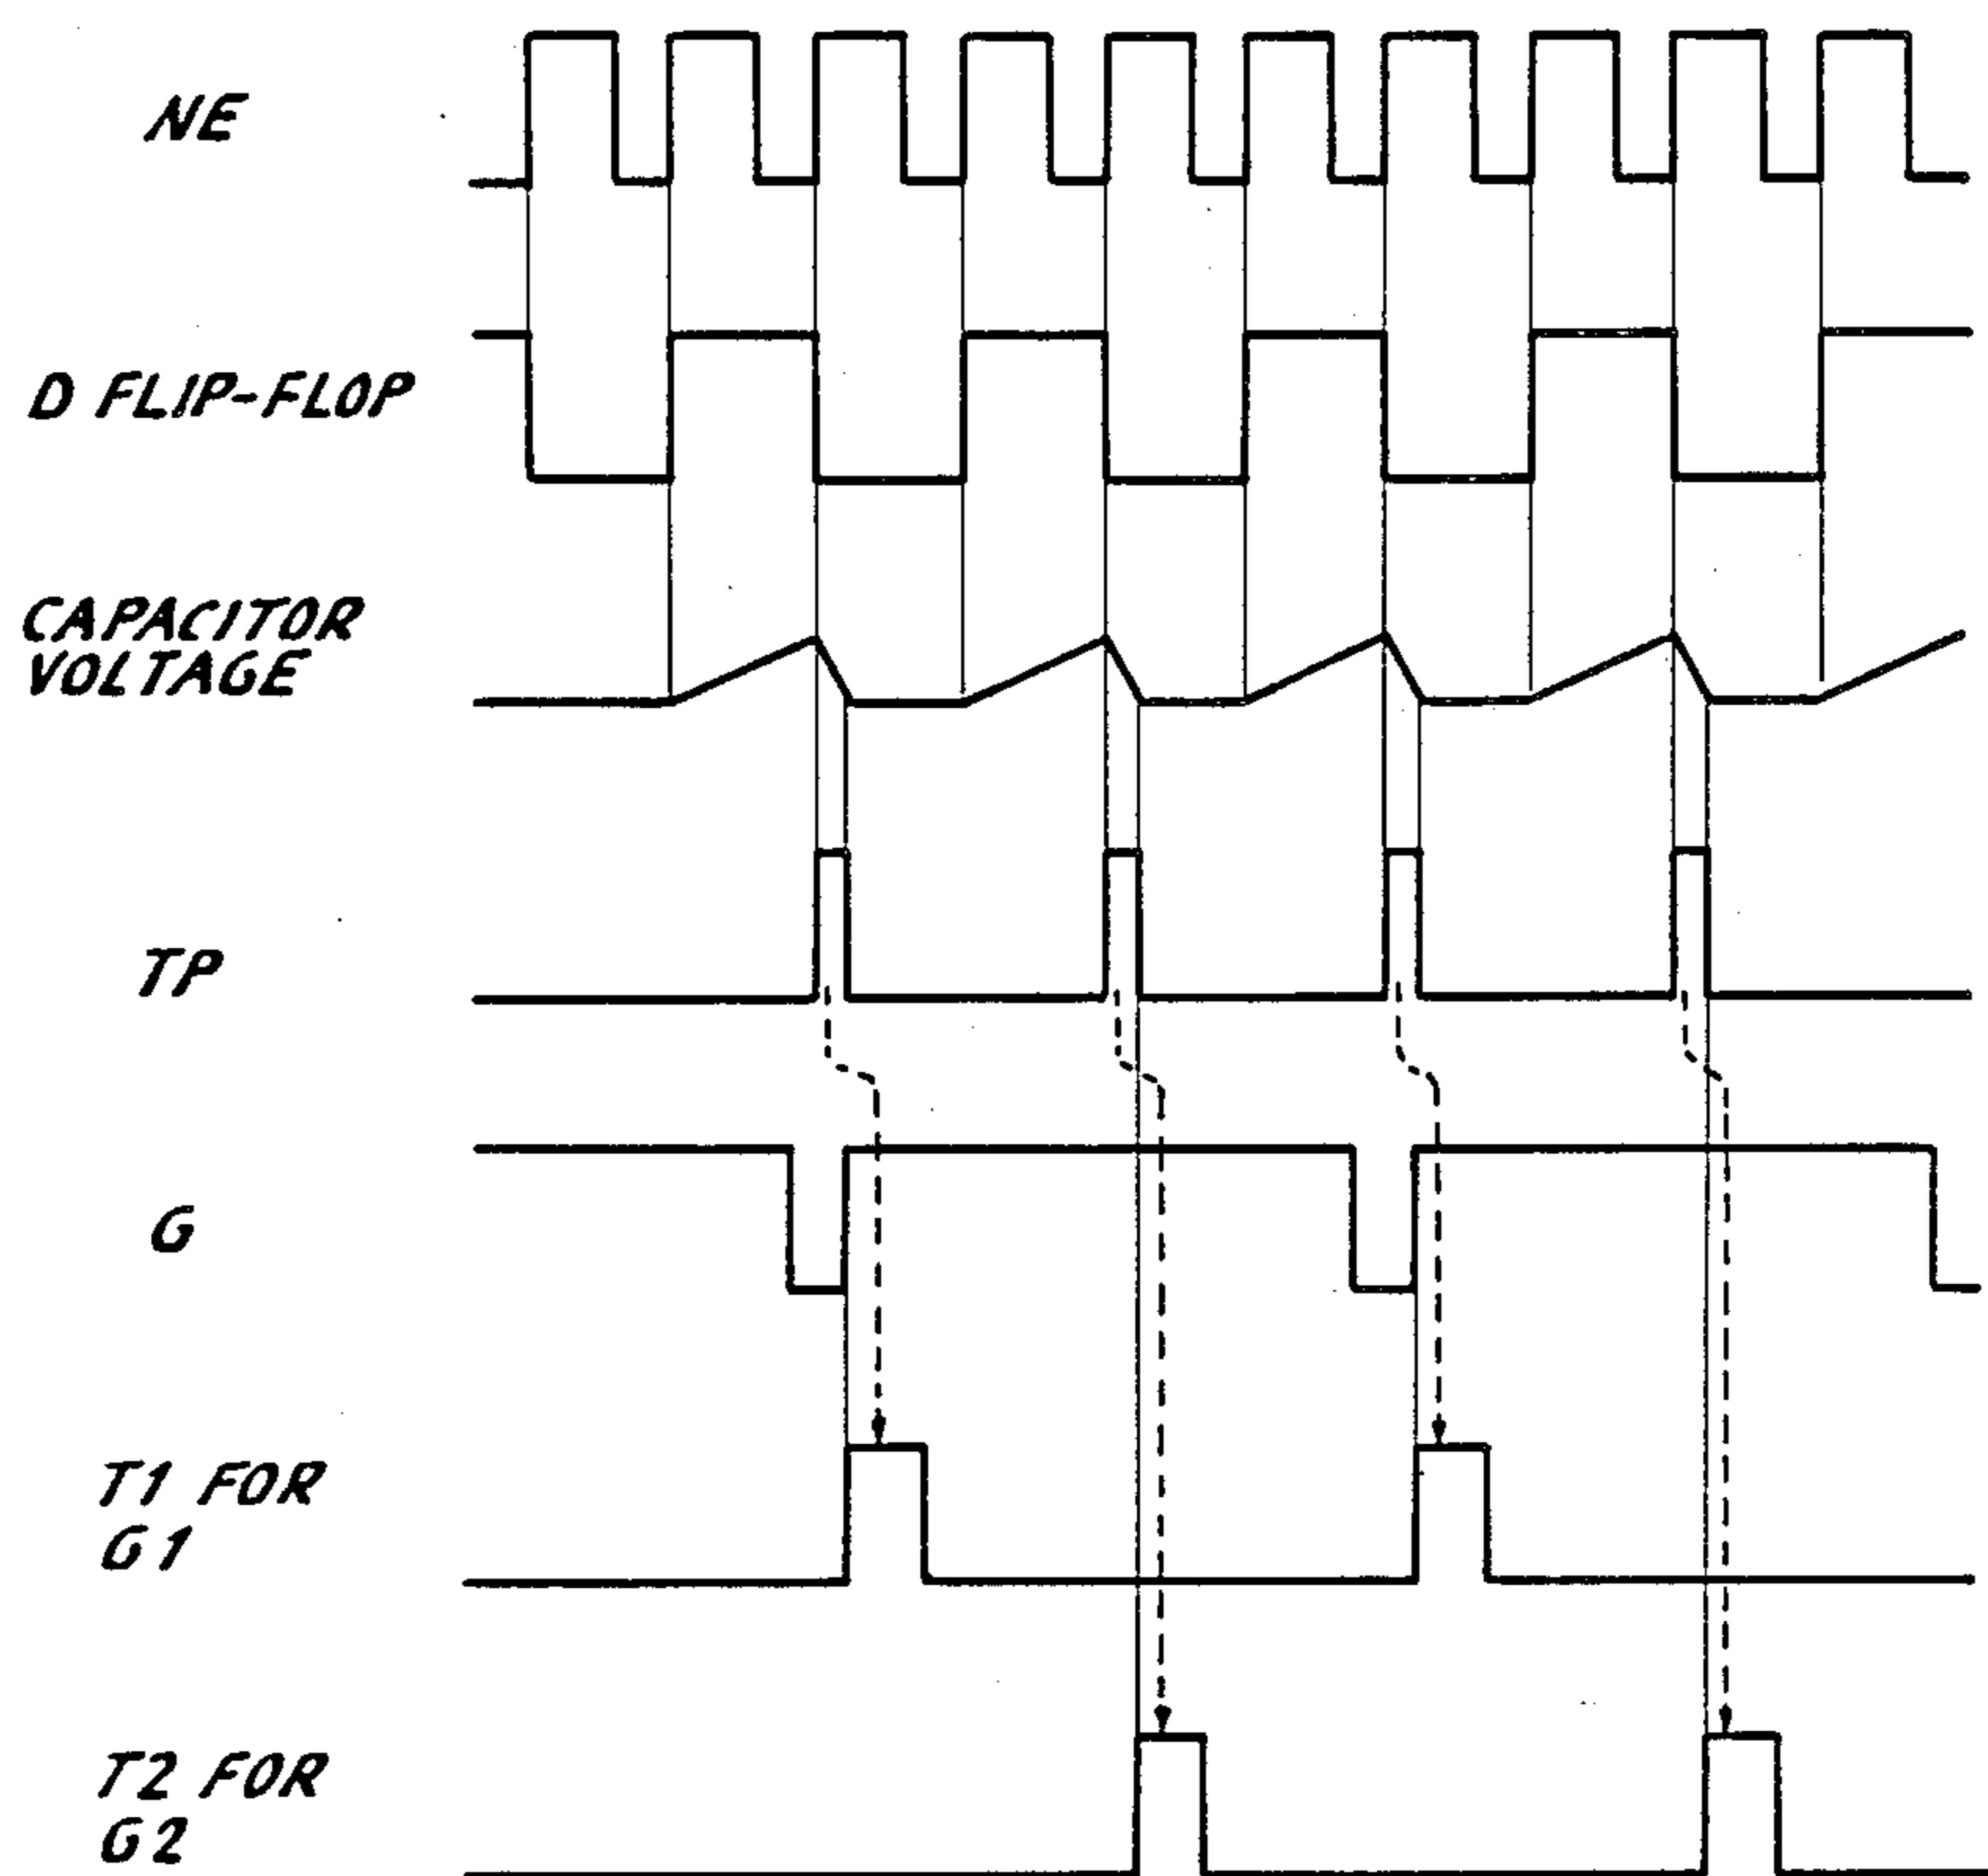 NE
D FLIP-FLOP
CAPACITOR
VOLTAGE
TP
G
T1 FOR
G1
T2 FOR
G2